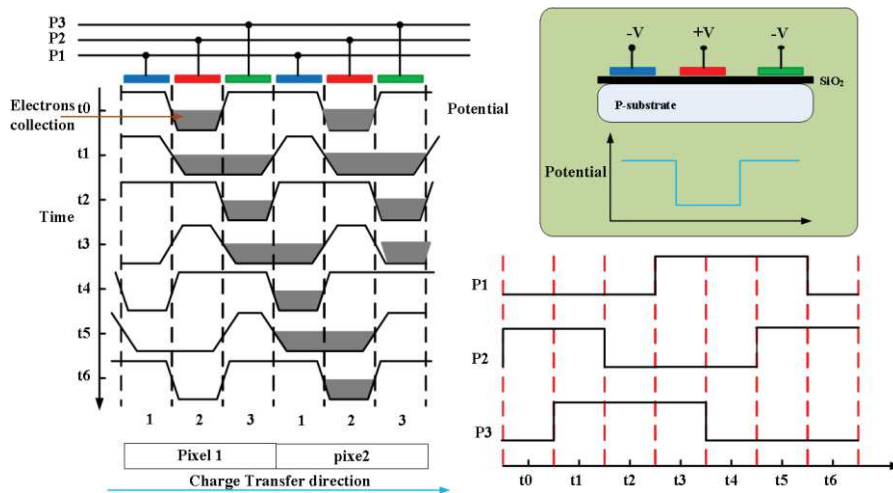 P3
P2
P1
Electrons
collection
t0
Potential
t1
Time
t2
t3
t4
t5
t6
1 2 3 1 2 3
Pixel 1 pixe2
Charge Transfer direction
-V +V -V
SiO₂
P-substrate
Potential
P1
P2
P3
t0 t1 t2 t3 t4 t5 t6